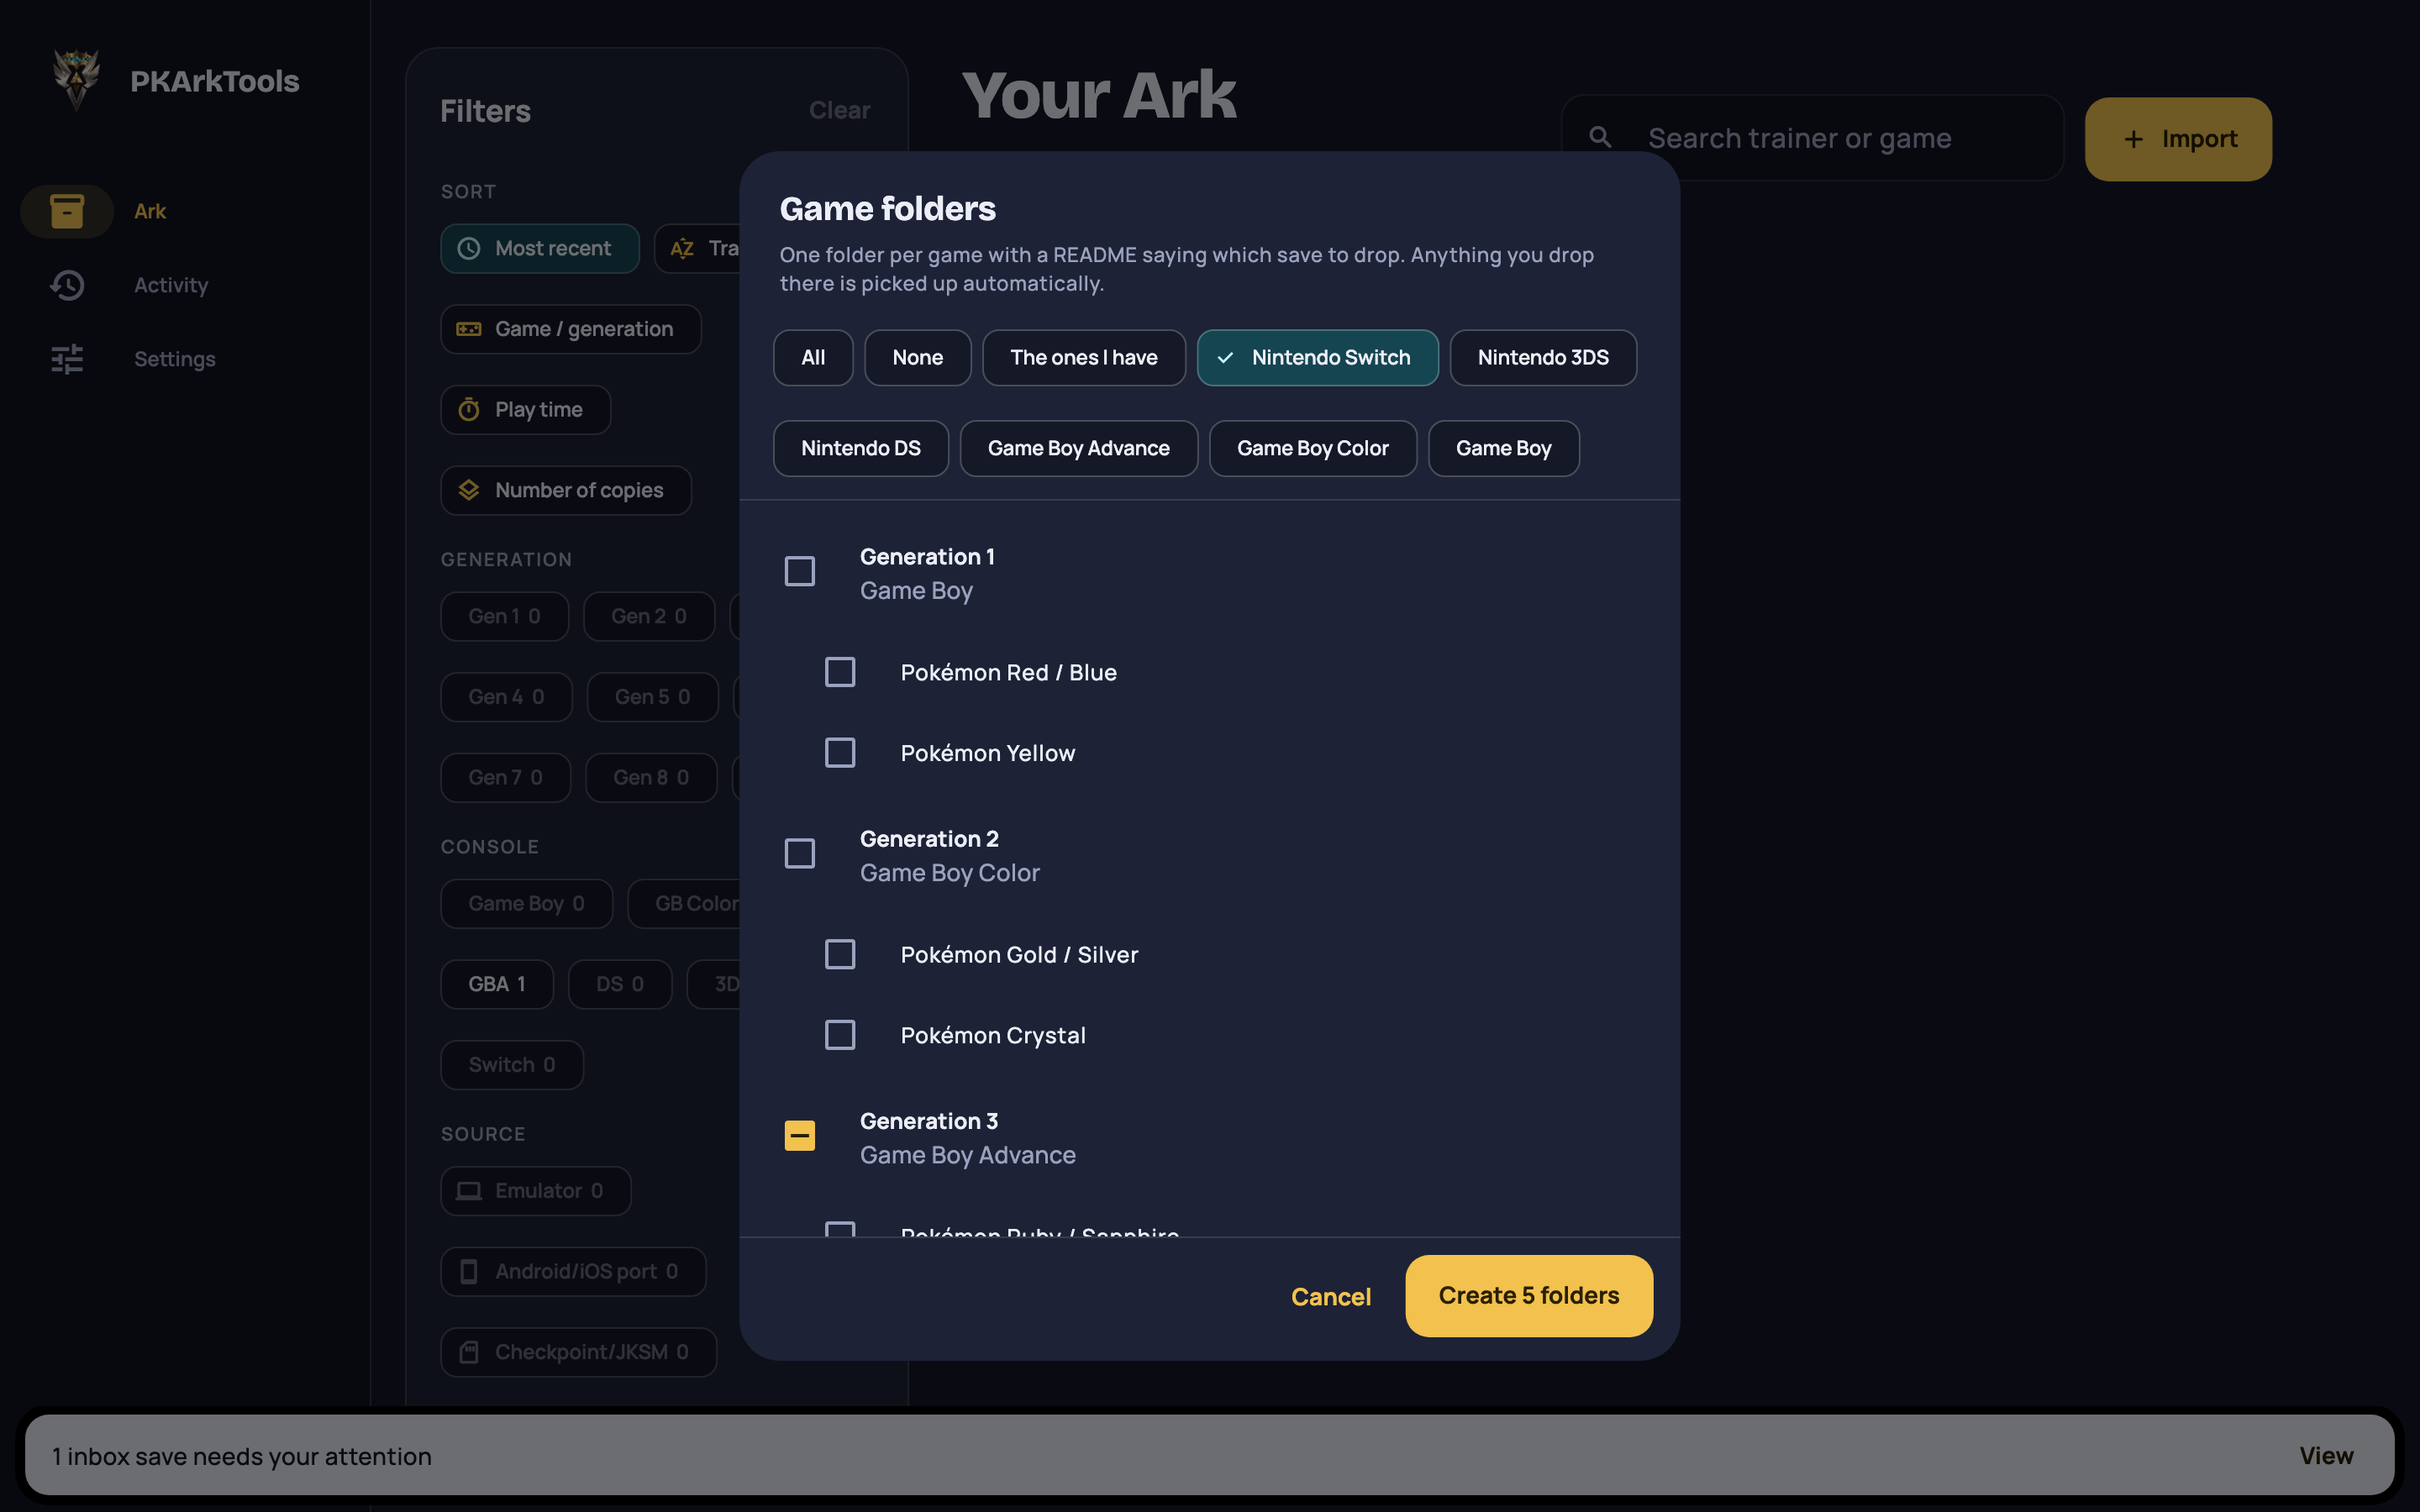 PKArkTools
Ark
Activity
Settings
Filters
Clear
SORT
Most recent
Tra
Game / generation
Play time
Number of copies
GENERATION
Gen 1 0
Gen 2 0
Gen 4 0
Gen 5 0
Gen 7 0
Gen 8 0
CONSOLE
Game Boy 0
GB Color
GBA 1
DS 0
3D
Switch 0
SOURCE
Emulator 0
Android/iOS port 0
Checkpoint/JKSM 0
Your Ark
Search trainer or game
+ Import
Game folders
One folder per game with a README saying which save to drop. Anything you drop
there is picked up automatically.
All
None
The ones I have
Nintendo Switch
Nintendo 3DS
Nintendo DS
Game Boy Advance
Game Boy Color
Game Boy
Generation 1
Game Boy
Pokémon Red / Blue
Pokémon Yellow
Generation 2
Game Boy Color
Pokémon Gold / Silver
Pokémon Crystal
Generation 3
Game Boy Advance
Pokémon Ruby / Sapphire
Cancel
Create 5 folders
1 inbox save needs your attention
View